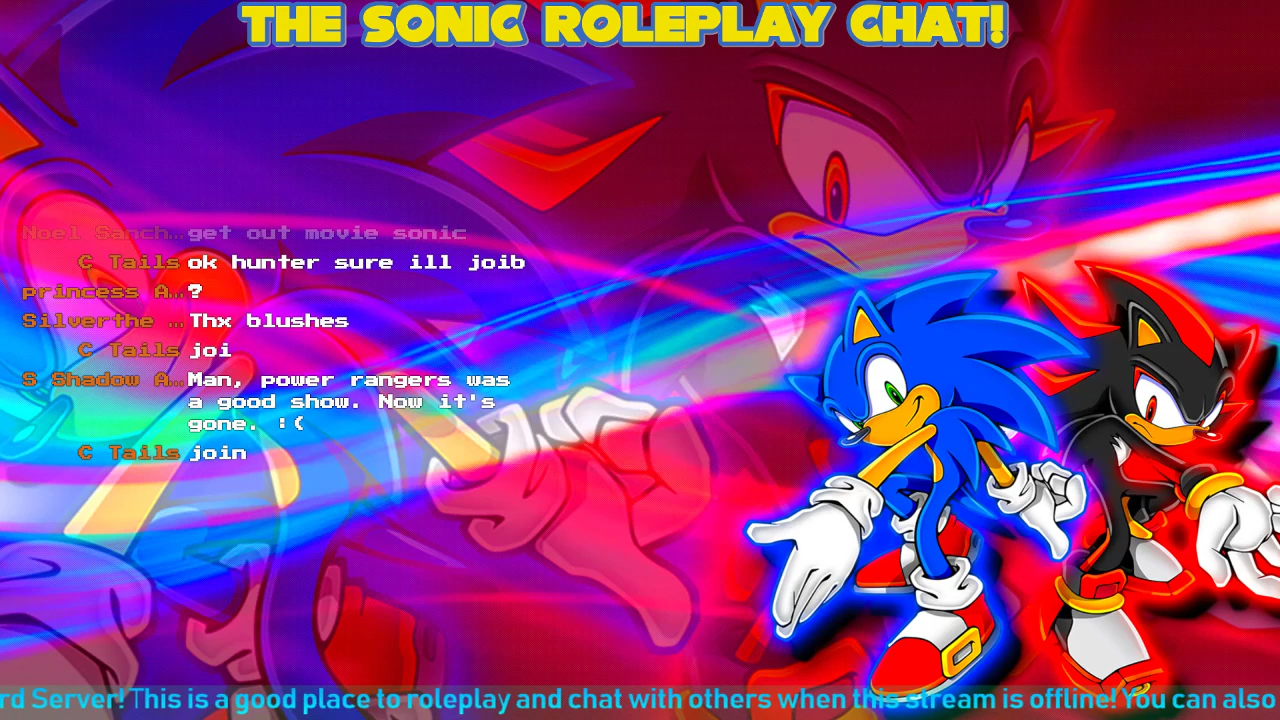 THE SONIC ROLEPLAY CHAT!
Noel Sanch... get out movie sonic
C Tails ok hunter sure ill joib
princess A... ?
Silverthe ... Thx blushes
C Tails joi
S Shadow A... Man, power rangers was
a good show. Now it's
gone. :(
C Tails join
rd Server! This is a good place to roleplay and chat with others when this stream is offline! You can also